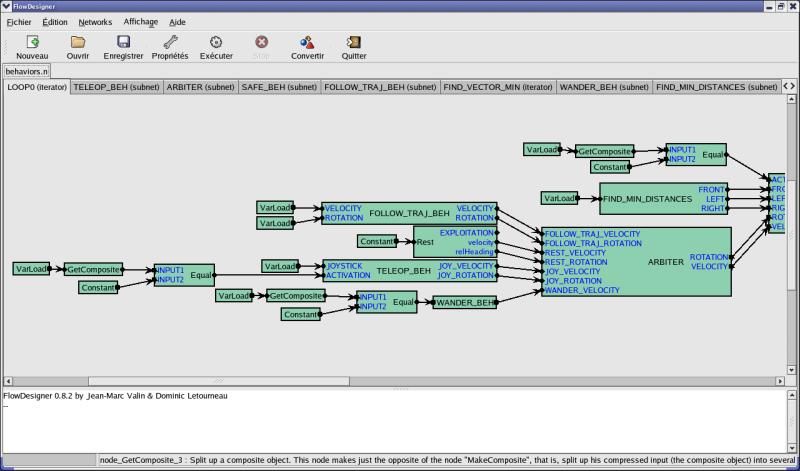 FlowDesigner
Fichier Édition Networks Affichage Aide
Nouveau Ouvrir Enregistrer Propriétés Exécuter Stop Convertir Quitter
behaviors.n
LOOP0 (iterator) TELEOP_BEH (subnet) ARBITER (subnet) SAFE_BEH (subnet) FOLLOW_TRAJ_BEH (subnet) FIND_VECTOR_MIN (iterator) WANDER_BEH (subnet) FIND_MIN_DISTANCES (subnet)
VarLoad GetComposite INPUT1 Equal
Constant INPUT2
VarLoad FIND_MIN_DISTANCES FRONT
LEFT
RIGHT
VarLoad VELOCITY FOLLOW_TRAJ_BEH VELOCITY
VarLoad ROTATION ROTATION
Constant Rest EXPLOITATION
velocity
relHeading
VarLoad GetComposite INPUT1 Equal
Constant INPUT2
VarLoad JOYSTICK TELEOP_BEH JOY_VELOCITY
ACTIVATION JOY_ROTATION
VarLoad GetComposite INPUT1 Equal WANDER_BEH
Constant INPUT2
FOLLOW_TRAJ_VELOCITY
FOLLOW_TRAJ_ROTATION
REST_VELOCITY
REST_ROTATION
JOY_VELOCITY
JOY_ROTATION
WANDER_VELOCITY
ARBITER
ROTATION
VELOCITY
FlowDesigner 0.8.2 by Jean-Marc Valin & Dominic Letourneau
--
node_GetComposite_3 : Split up a composite object. This node makes just the opposite of the node "MakeComposite", that is, split up his compressed input (the composite object) into several